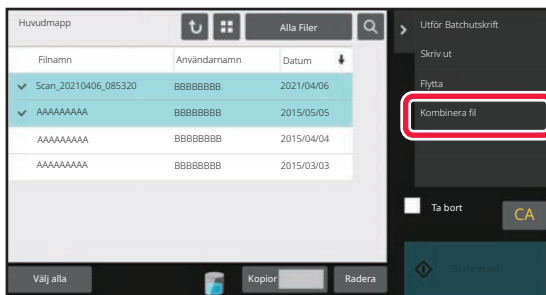 Huvudmapp
Alla Filer
Filnamn Användarnamn Datum
Scan_20210406_085320 BBBBBBBB 2021/04/06
AAAAAAAAA BBBBBBBB 2015/05/05
AAAAAAAAA BBBBBBBB 2015/04/04
AAAAAAAAA BBBBBBBB 2015/03/03
Välj alla
Kopior
Radera
Utför Batchutskrift
Skriv ut
Flytta
Kombinera fil
Ta bort
CA